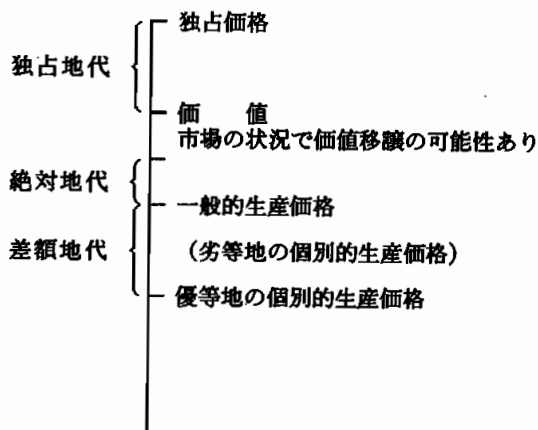 独占価格
独占地代
価　　値
市場の状況で価値移譲の可能性あり
絶対地代
一般的生産価格
差額地代
（劣等地の個別的生産価格）
優等地の個別的生産価格